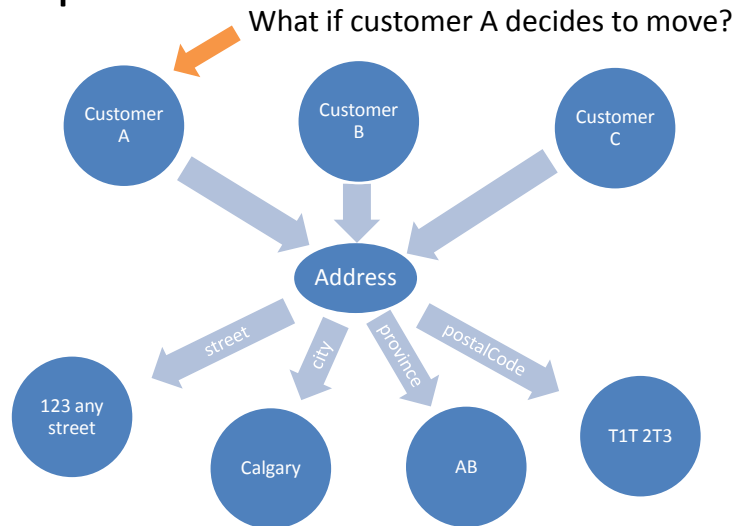 What if customer A decides to move?
Customer
A
Customer
B
Customer
C
Address
street
city
province
postalCode
123 any
street
Calgary
AB
T1T 2T3